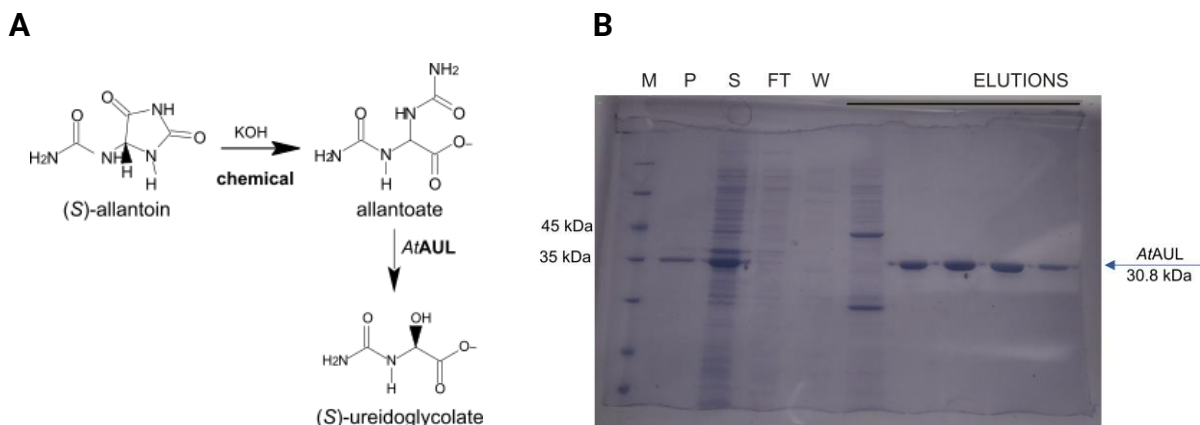 A
O
NH
O
O
H₂N
NH
H
N
H
(S)-allantoin
KOH
chemical
NH₂
HN
O
O
O–
H₂N
N
H
O
allantoate
AtAUL
O
OH
O–
H₂N
N
H
O
(S)-ureidoglycolate
B
M P S FT W ELUTIONS
45 kDa
35 kDa
AtAUL
30.8 kDa